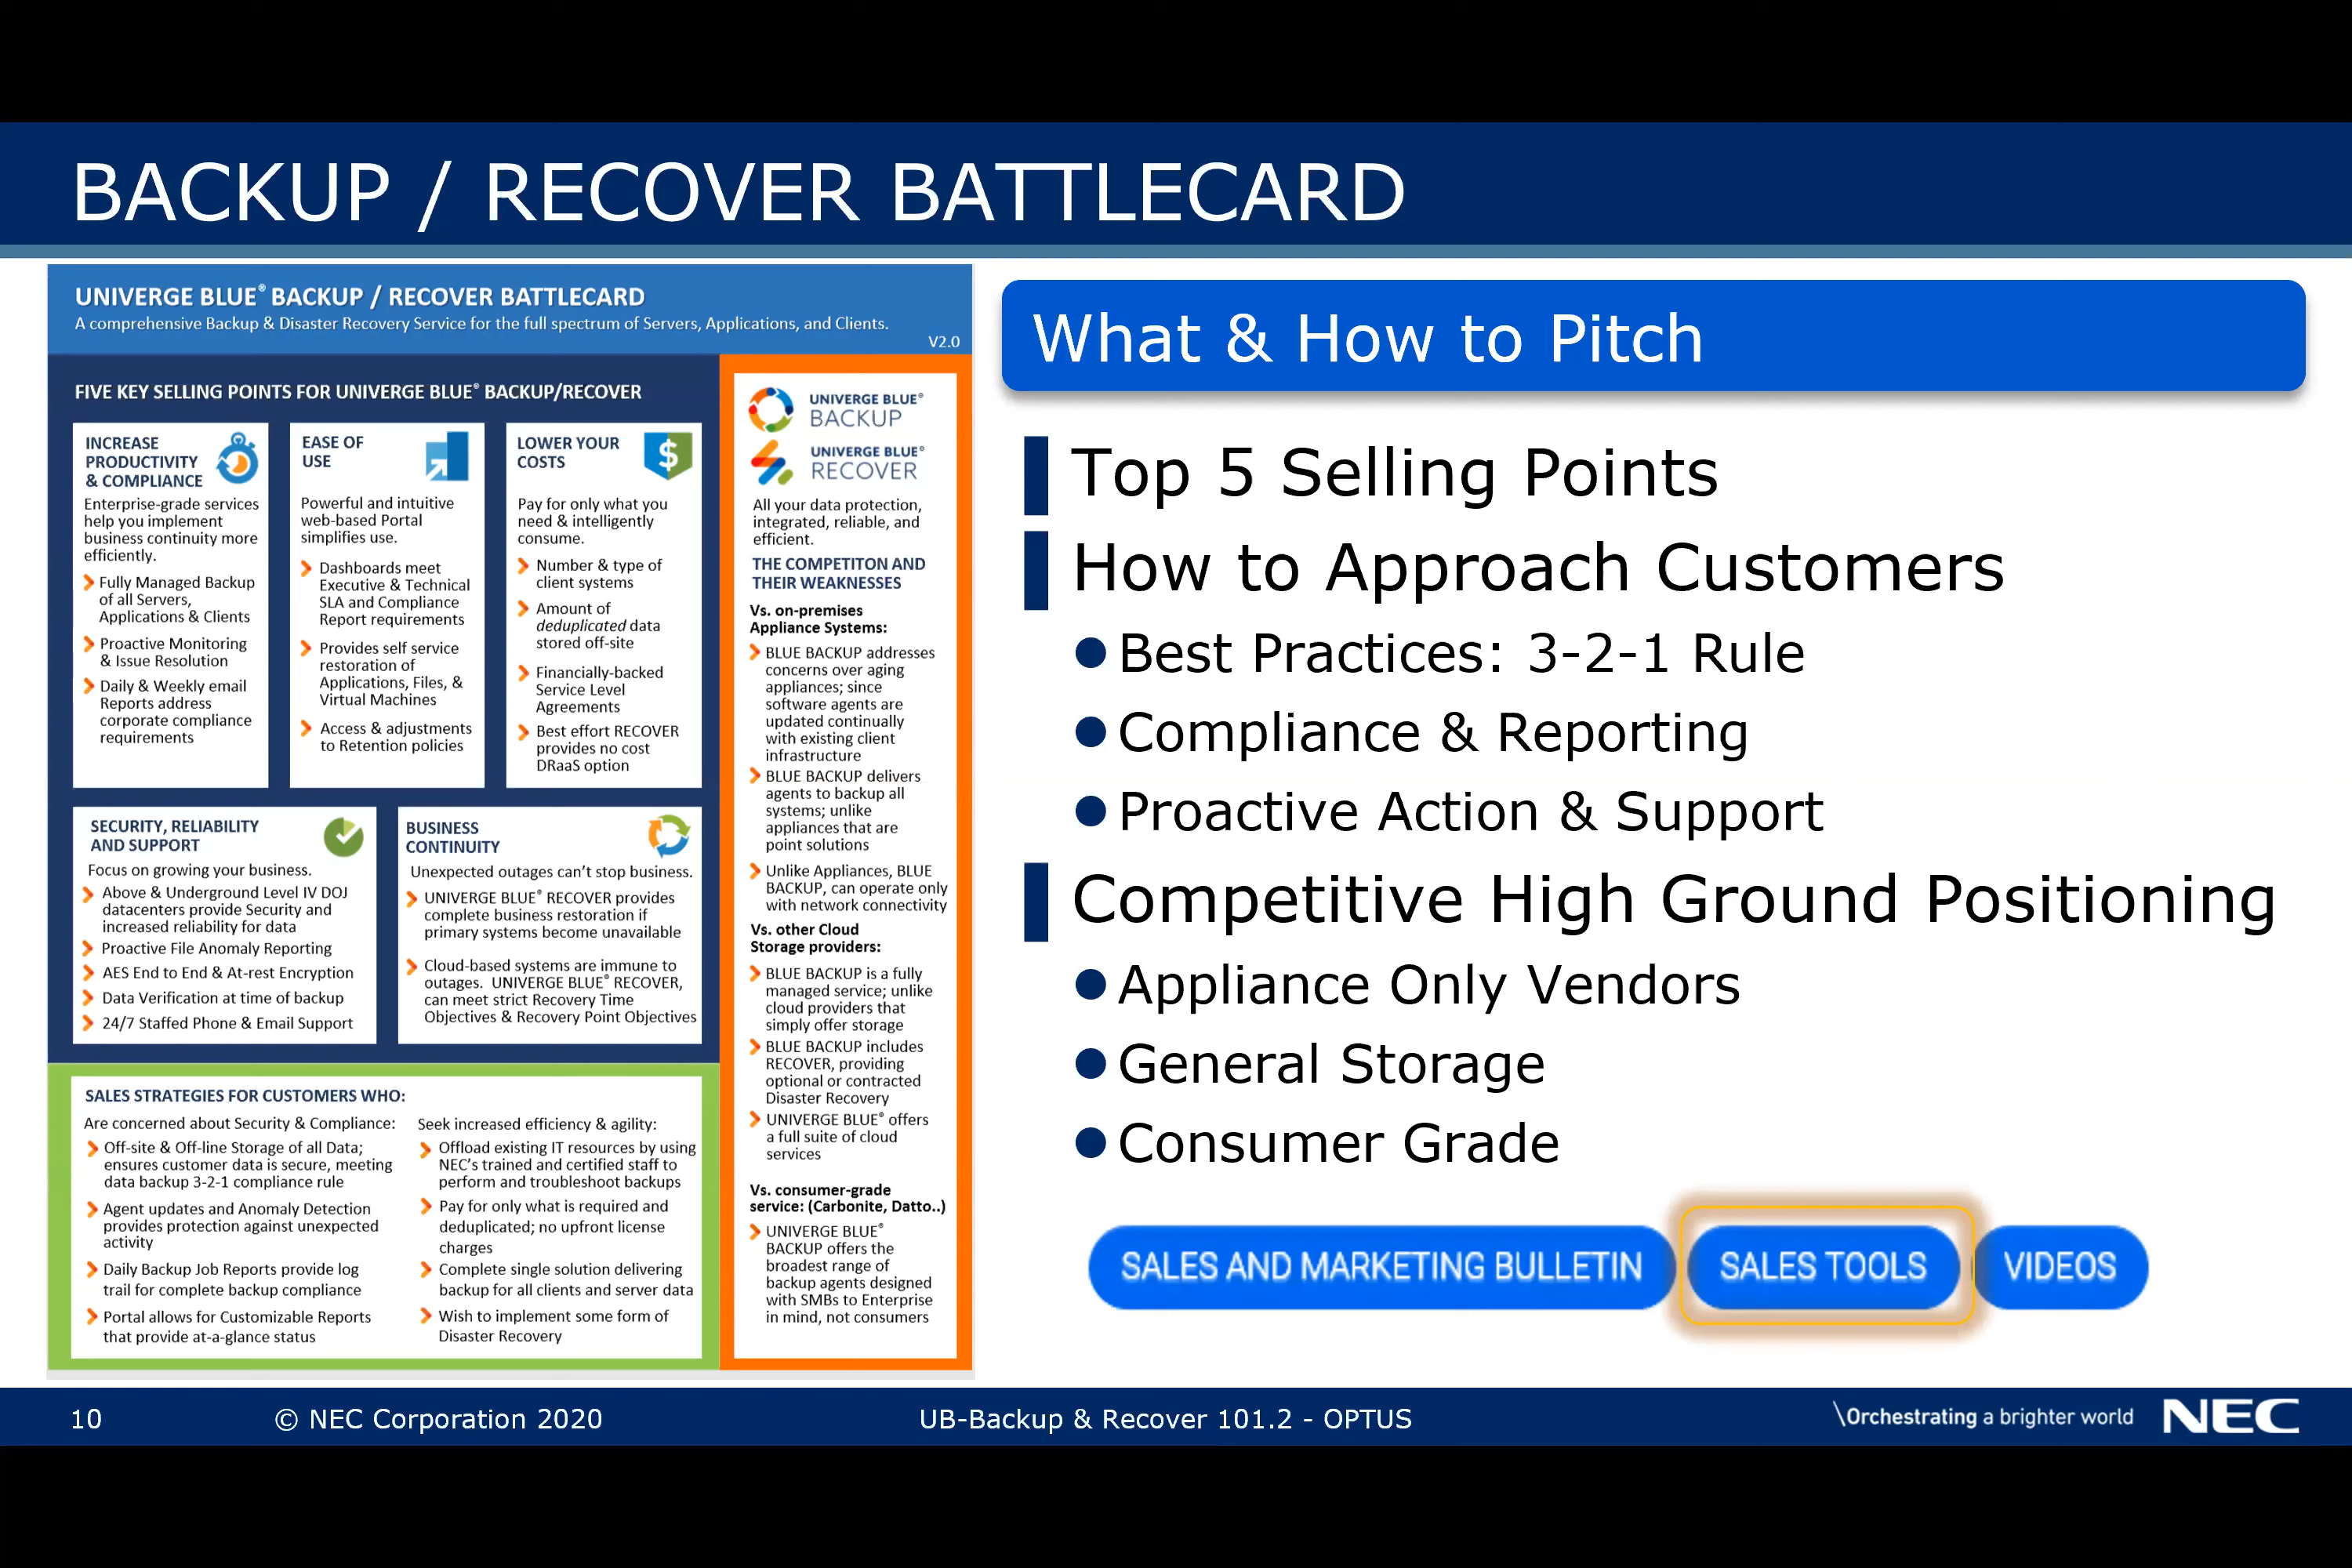 BACKUP / RECOVER BATTLECARD
UNIVERGE BLUE® BACKUP / RECOVER BATTLECARD
A comprehensive Backup & Disaster Recovery Service for the full spectrum of Servers, Applications, and Clients.
V2.0
FIVE KEY SELLING POINTS FOR UNIVERGE BLUE® BACKUP/RECOVER
INCREASE
PRODUCTIVITY
& COMPLIANCE
Enterprise-grade services
help you implement
business continuity more
efficiently.
Fully Managed Backup
of all Servers,
Applications & Clients
Proactive Monitoring
& Issue Resolution
Daily & Weekly email
Reports address
corporate compliance
requirements
EASE OF
USE
Powerful and intuitive
web-based Portal
simplifies use.
Dashboards meet
Executive & Technical
SLA and Compliance
Report requirements
Provides self service
restoration of
Applications, Files, &
Virtual Machines
Access & adjustments
to Retention policies
LOWER YOUR
COSTS
$
Pay for only what you
need & intelligently
consume.
Number & type of
client systems
Amount of
deduplicated data
stored off-site
Financially-backed
Service Level
Agreements
Best effort RECOVER
provides no cost
DRaaS option
SECURITY, RELIABILITY
AND SUPPORT
Focus on growing your business.
Above & Underground Level IV DOJ
datacenters provide Security and
increased reliability for data
Proactive File Anomaly Reporting
AES End to End & At-rest Encryption
Data Verification at time of backup
24/7 Staffed Phone & Email Support
BUSINESS
CONTINUITY
Unexpected outages can't stop business.
UNIVERGE BLUE® RECOVER provides
complete business restoration if
primary systems become unavailable
Cloud-based systems are immune to
outages. UNIVERGE BLUE® RECOVER,
can meet strict Recovery Time
Objectives & Recovery Point Objectives
SALES STRATEGIES FOR CUSTOMERS WHO:
Are concerned about Security & Compliance:
Off-site & Off-line Storage of all Data;
ensures customer data is secure, meeting
data backup 3-2-1 compliance rule
Agent updates and Anomaly Detection
provides protection against unexpected
activity
Daily Backup Job Reports provide log
trail for complete backup compliance
Portal allows for Customizable Reports
that provide at-a-glance status
Seek increased efficiency & agility:
Offload existing IT resources by using
NEC's trained and certified staff to
perform and troubleshoot backups
Pay for only what is required and
deduplicated; no upfront license
charges
Complete single solution delivering
backup for all clients and server data
Wish to implement some form of
Disaster Recovery
UNIVERGE BLUE®
BACKUP
UNIVERGE BLUE®
RECOVER
All your data protection,
integrated, reliable, and
efficient.
THE COMPETITON AND
THEIR WEAKNESSES
Vs. on-premises
Appliance Systems:
BLUE BACKUP addresses
concerns over aging
appliances; since
software agents are
updated continually
with existing client
infrastructure
BLUE BACKUP delivers
agents to backup all
systems; unlike
appliances that are
point solutions
Unlike Appliances, BLUE
BACKUP, can operate only
with network connectivity
Vs. other Cloud
Storage providers:
BLUE BACKUP is a fully
managed service; unlike
cloud providers that
simply offer storage
BLUE BACKUP includes
RECOVER, providing
optional or contracted
Disaster Recovery
UNIVERGE BLUE® offers
a full suite of cloud
services
Vs. consumer-grade
service: (Carbonite, Datto..)
UNIVERGE BLUE®
BACKUP offers the
broadest range of
backup agents designed
with SMBs to Enterprise
in mind, not consumers
What & How to Pitch
Top 5 Selling Points
How to Approach Customers
Best Practices: 3-2-1 Rule
Compliance & Reporting
Proactive Action & Support
Competitive High Ground Positioning
Appliance Only Vendors
General Storage
Consumer Grade
SALES AND MARKETING BULLETIN
SALES TOOLS
VIDEOS
10
© NEC Corporation 2020
UB-Backup & Recover 101.2 - OPTUS
\Orchestrating a brighter world
NEC